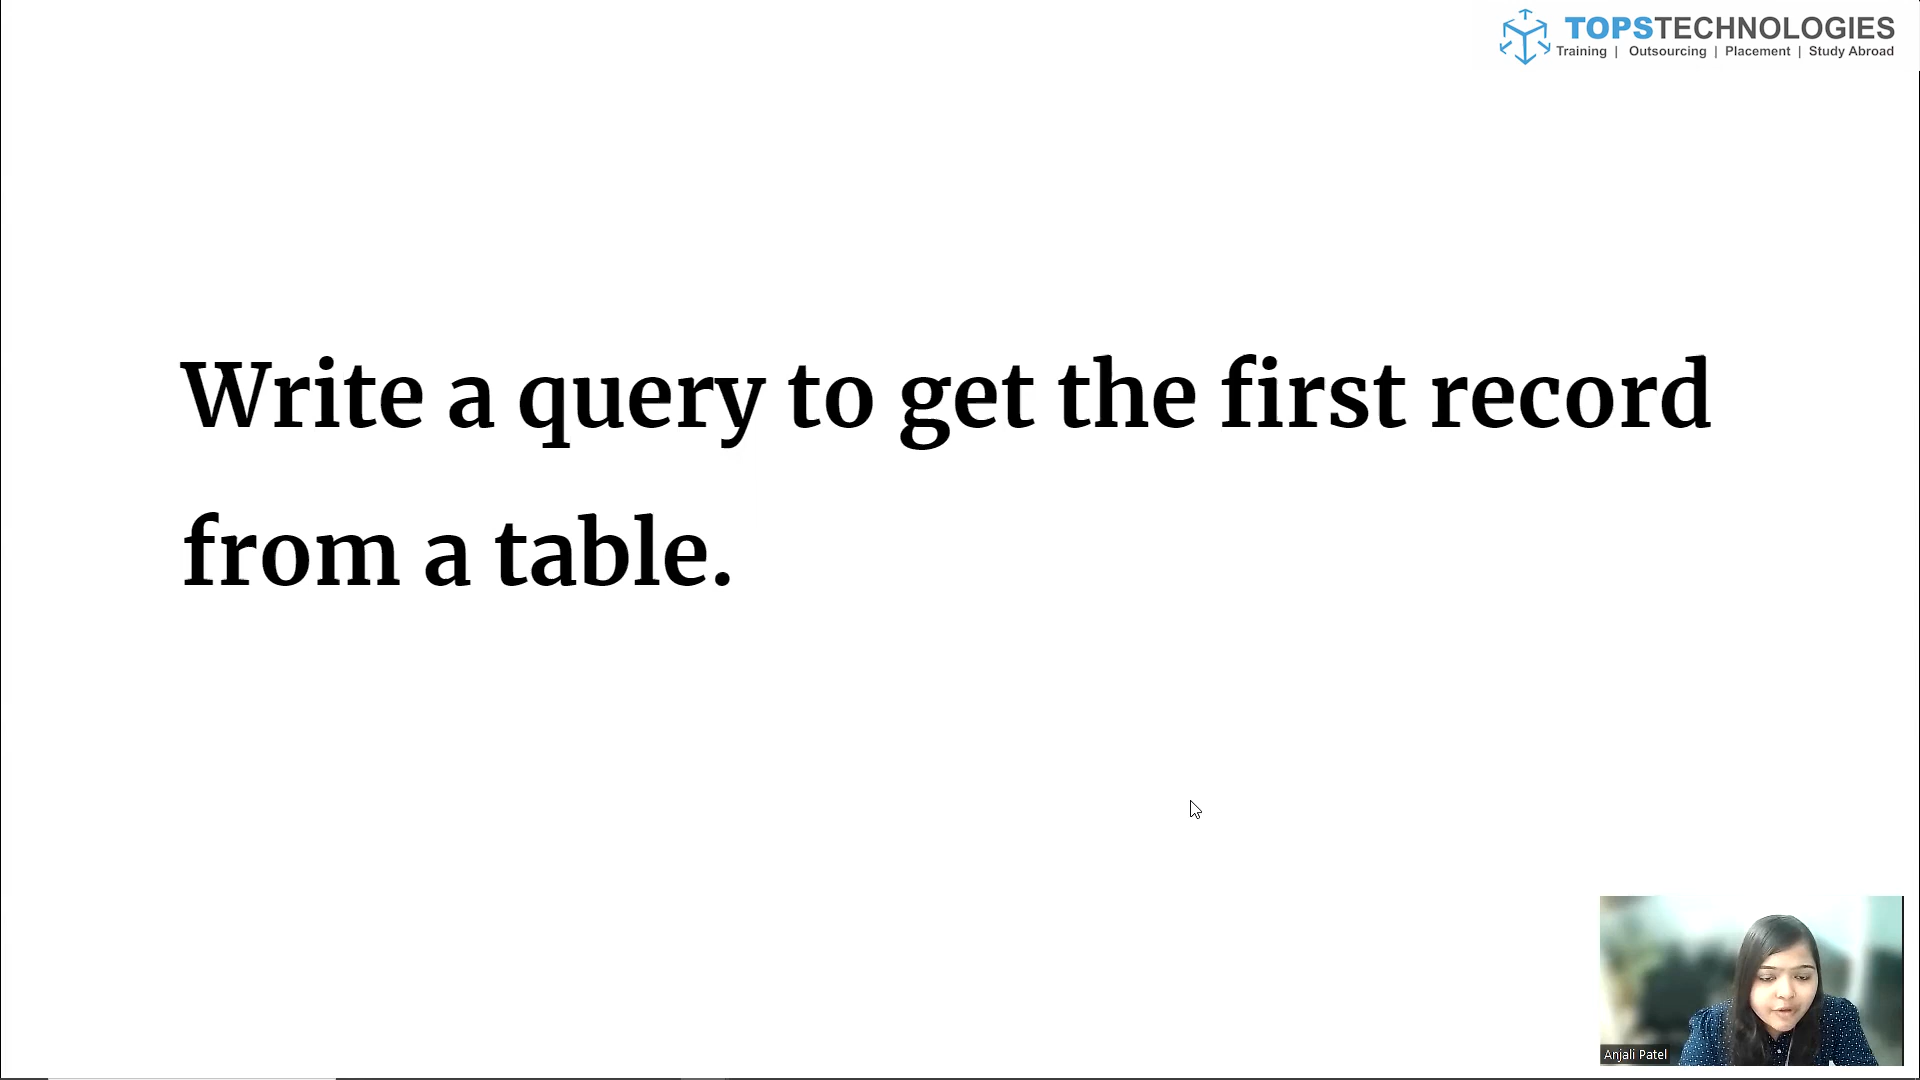 TOPSTECHNOLOGIES
Training | Outsourcing | Placement | Study Abroad
Write a query to get the first record
from a table.
Anjali Patel